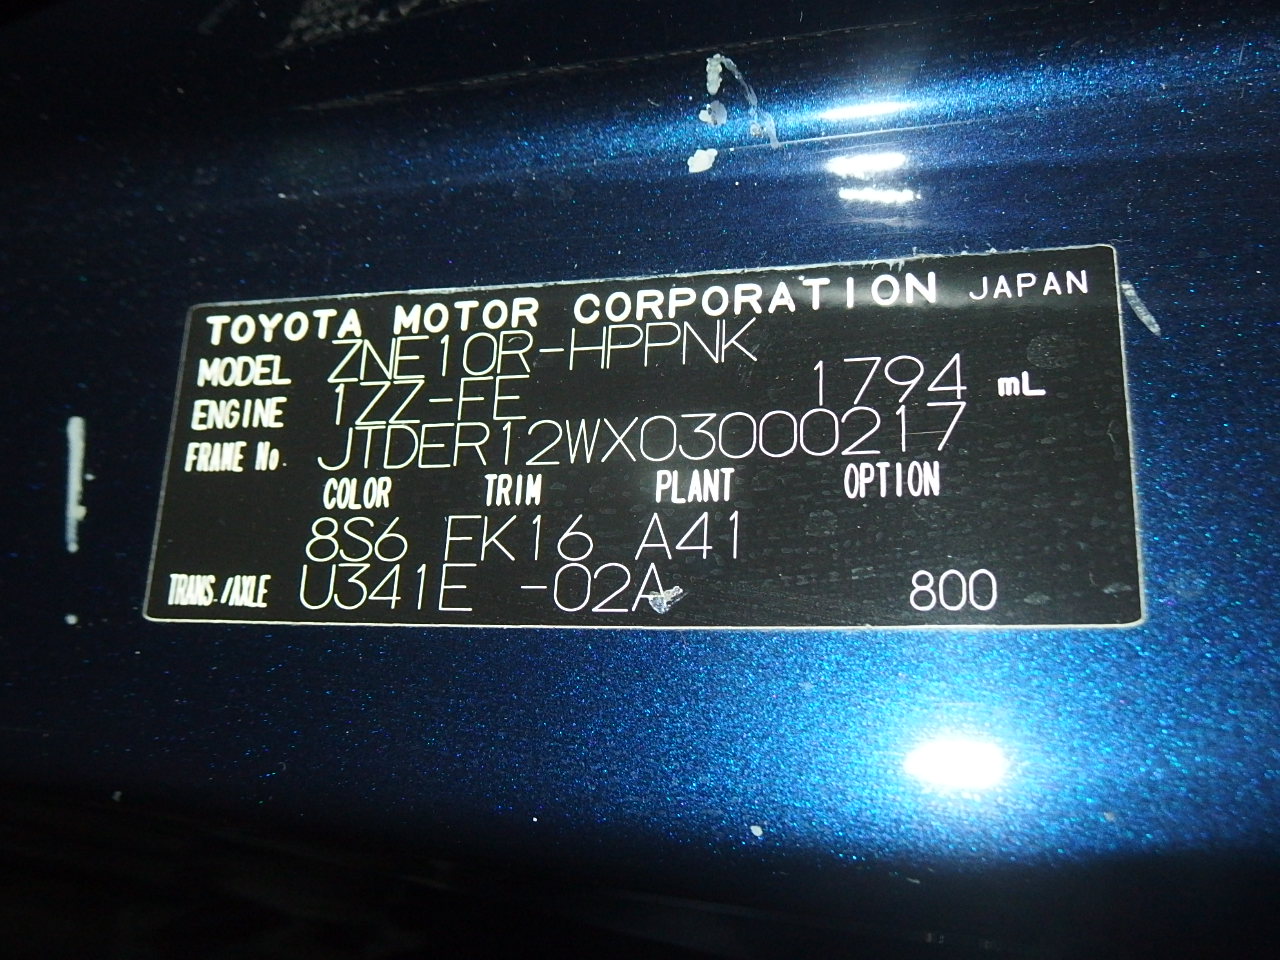 TOYOTA MOTOR CORPORATION JAPAN
MODEL ZNE10R-HPPNK
ENGINE 1ZZ-FE 1794 mL
FRAME No. JTDER12WX03000217
COLOR TRIM PLANT OPTION
8S6 FK16 A41
TRANS./AXLE U341E -02A 800